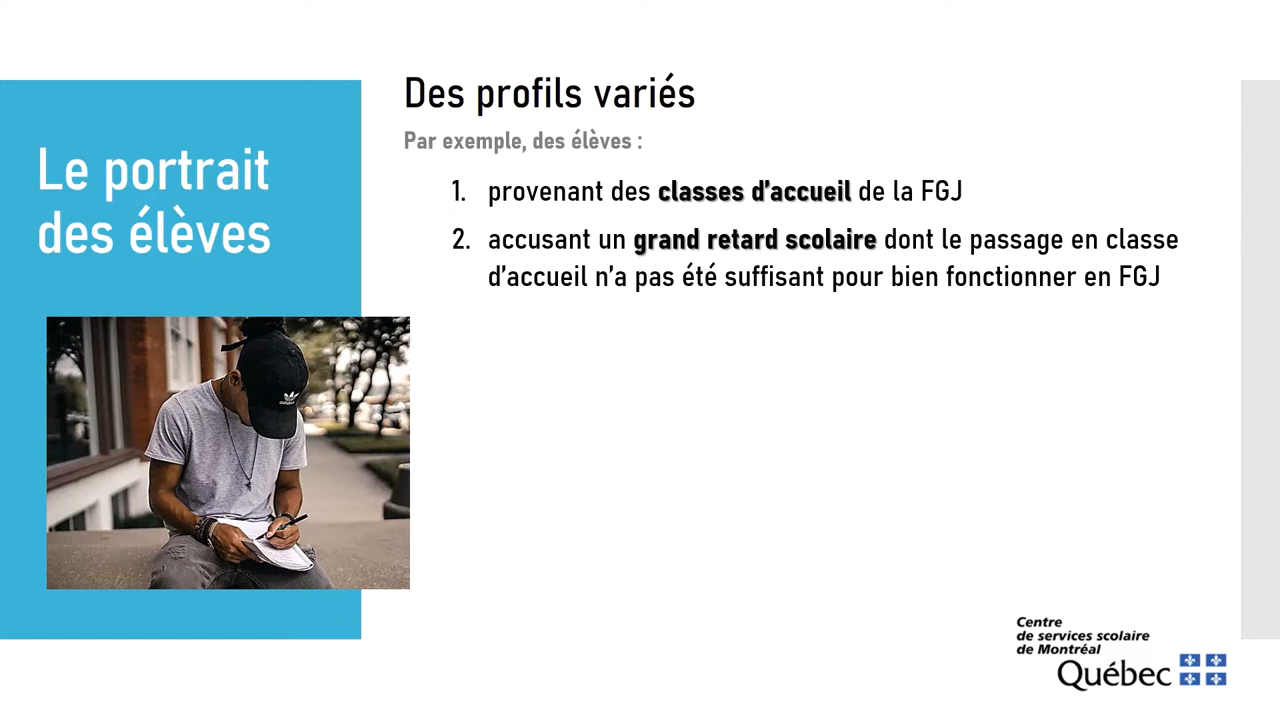 Le portrait
des élèves
Des profils variés
Par exemple, des élèves :
1. provenant des classes d’accueil de la FGJ
2. accusant un grand retard scolaire dont le passage en classe
d’accueil n’a pas été suffisant pour bien fonctionner en FGJ
adidas
Centre
de services scolaire
de Montréal
Québec